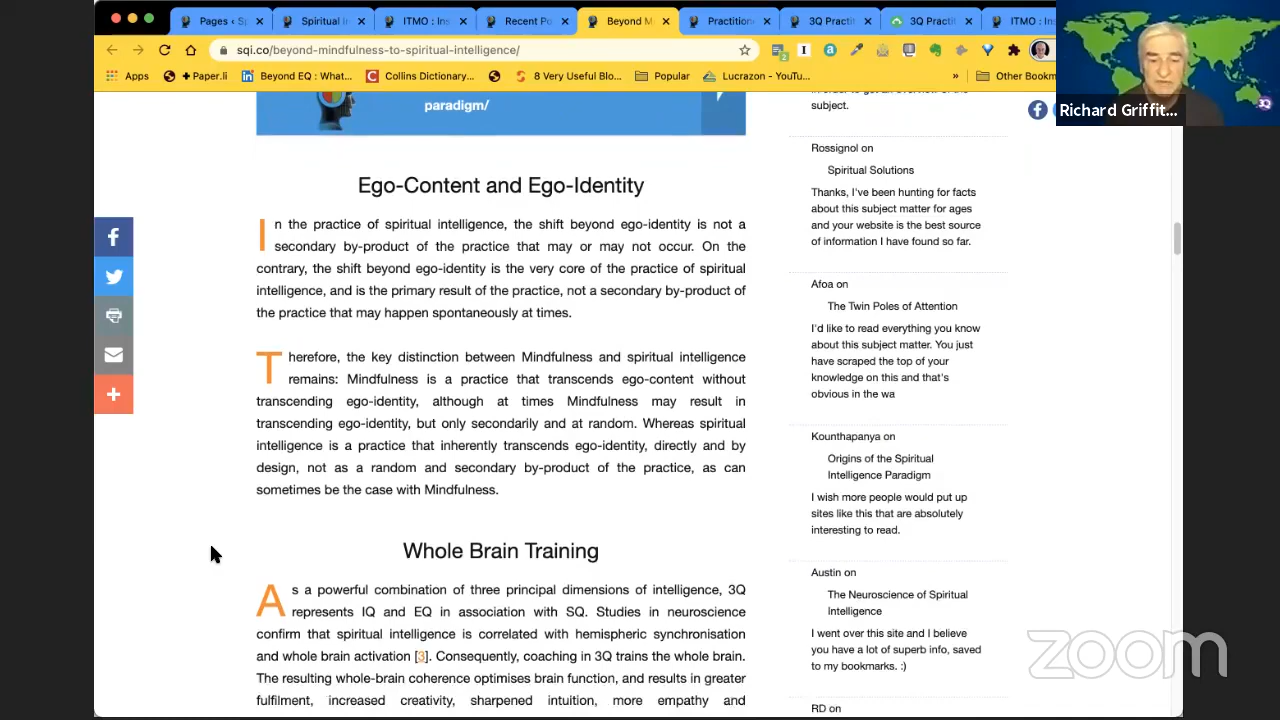 Pages ‹ S
Spiritual I
ITMO : Ins
Recent Po
Beyond M
Practition
3Q Practit
3Q Practil
ITMO : Ins
sqi.co/beyond-mindfulness-to-spiritual-intelligence/
Apps
Paper.li
Beyond EQ : What...
Collins Dictionary...
8 Very Useful Blo...
Popular
Lucrazon - YouTu...
»
Other Bookm
Richard Griffit...
3Q
paradigm/
subject.
Ego-Content and Ego-Identity
In the practice of spiritual intelligence, the shift beyond ego-identity is not a
secondary by-product of the practice that may or may not occur. On the
contrary, the shift beyond ego-identity is the very core of the practice of spiritual
intelligence, and is the primary result of the practice, not a secondary by-product of
the practice that may happen spontaneously at times.
Therefore, the key distinction between Mindfulness and spiritual intelligence
remains: Mindfulness is a practice that transcends ego-content without
transcending ego-identity, although at times Mindfulness may result in
transcending ego-identity, but only secondarily and at random. Whereas spiritual
intelligence is a practice that inherently transcends ego-identity, directly and by
design, not as a random and secondary by-product of the practice, as can
sometimes be the case with Mindfulness.
Whole Brain Training
As a powerful combination of three principal dimensions of intelligence, 3Q
represents IQ and EQ in association with SQ. Studies in neuroscience
confirm that spiritual intelligence is correlated with hemispheric synchronisation
and whole brain activation [3]. Consequently, coaching in 3Q trains the whole brain.
The resulting whole-brain coherence optimises brain function, and results in greater
fulfilment, increased creativity, sharpened intuition, more empathy and
Rossignol on
Spiritual Solutions
Thanks, I've been hunting for facts
about this subject matter for ages
and your website is the best source
of information I have found so far.
Afoa on
The Twin Poles of Attention
I'd like to read everything you know
about this subject matter. You just
have scraped the top of your
knowledge on this and that's
obvious in the wa
Kounthapanya on
Origins of the Spiritual
Intelligence Paradigm
I wish more people would put up
sites like this that are absolutely
interesting to read.
Austin on
The Neuroscience of Spiritual
Intelligence
I went over this site and I believe
you have a lot of superb info, saved
to my bookmarks. :)
RD on
zoom